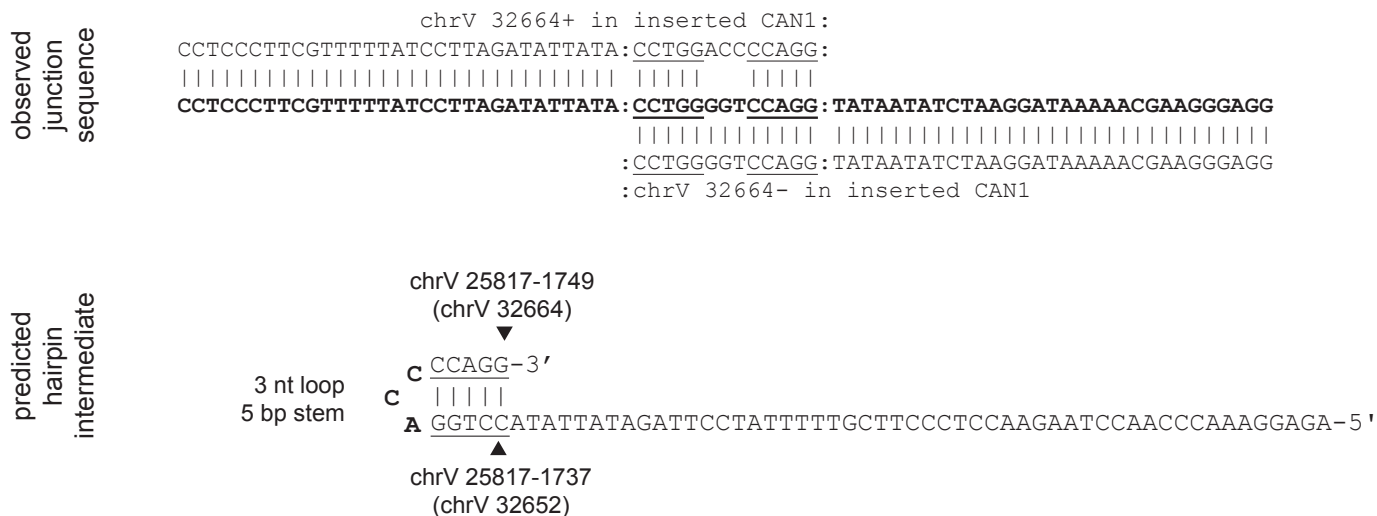 observed
junction
sequence
chrV 32664+ in inserted CAN1:
CCTCCCTTCGTTTTTATCCTTAGATATTATA:CCTGGACCCCAGG:
||||||||||||||||||||||||||||||| ||||| |||||
CCTCCCTTCGTTTTTATCCTTAGATATTATA:CCTGGGGTCCAGG:TATAATATCTAAGGATAAAAACGAAGGGAGG
||||||||||||| |||||||||||||||||||||||||||||||
:CCTGGGGTCCAGG:TATAATATCTAAGGATAAAAACGAAGGGAGG
:chrV 32664- in inserted CAN1
predicted
hairpin
intermediate
chrV 25817-1749
(chrV 32664)
3 nt loop
5 bp stem
C CCAGG-3′
C |||||
A GGTCCATATTATAGATTCCTATTTTTGCTTCCCTCCAAGAATCCAACCCAAAGGAGA-5'
chrV 25817-1737
(chrV 32652)